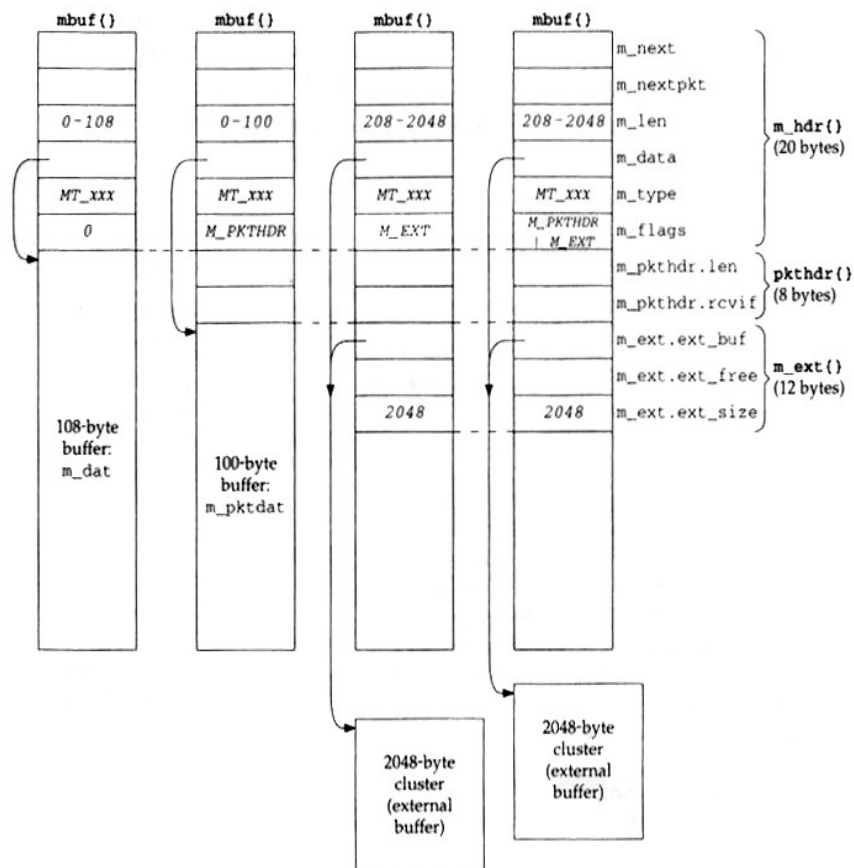 mbuf{} mbuf{} mbuf{} mbuf{}
m_next
m_nextpkt
0-108 0-100 208-2048 208-2048 m_len
m_hdr{}
(20 bytes)
m_data
MT_xxx MT_xxx MT_xxx MT_xxx m_type
0 M_PKTHDR M_EXT M_PKTHDR
| M_EXT
m_flags
m_pkthdr.len
pkthdr{}
(8 bytes)
m_pkthdr.rcvif
m_ext.ext_buf
m_ext.ext_free
m_ext{}
(12 bytes)
2048 2048 m_ext.ext_size
108-byte
buffer:
m_dat
100-byte
buffer:
m_pktdat
2048-byte
cluster
(external
buffer)
2048-byte
cluster
(external
buffer)